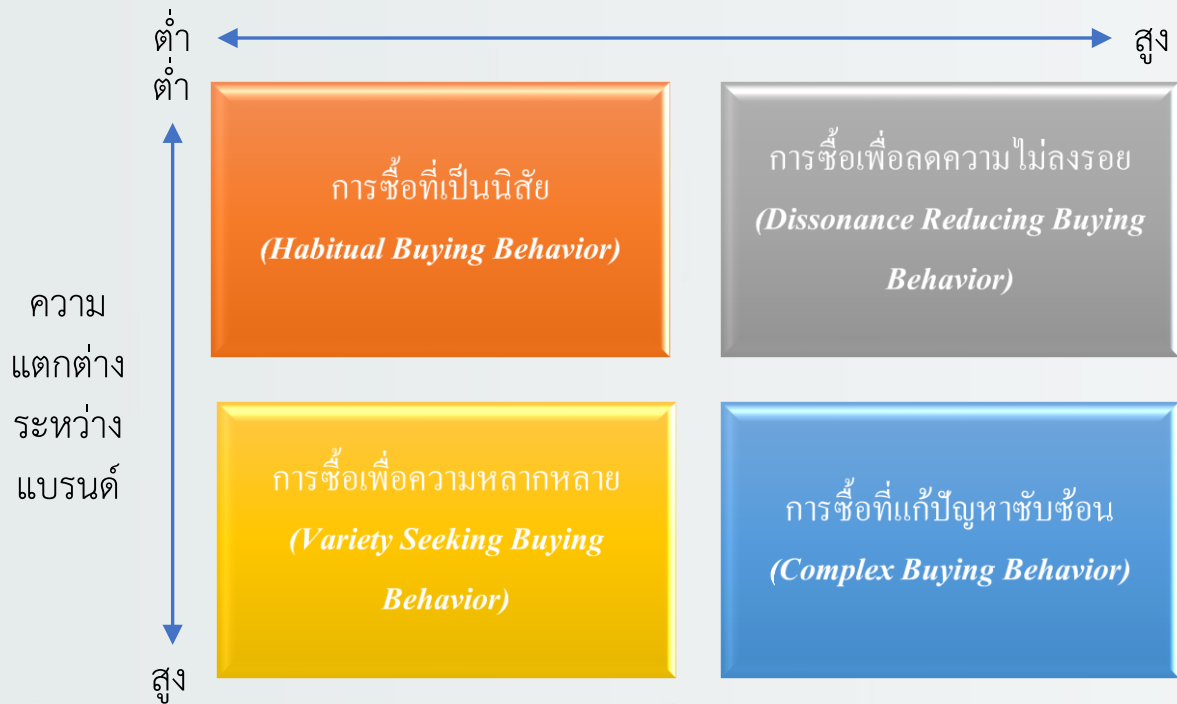 ต่ำ
สูง
ต่ำ
การซื้อที่เป็นนิสัย
(Habitual Buying Behavior)
การซื้อเพื่อลดความไม่ลงรอย
(Dissonance Reducing Buying
Behavior)
ความ
แตกต่าง
ระหว่าง
แบรนด์
การซื้อเพื่อความหลากหลาย
(Variety Seeking Buying
Behavior)
การซื้อที่แก้ปัญหาซับซ้อน
(Complex Buying Behavior)
สูง